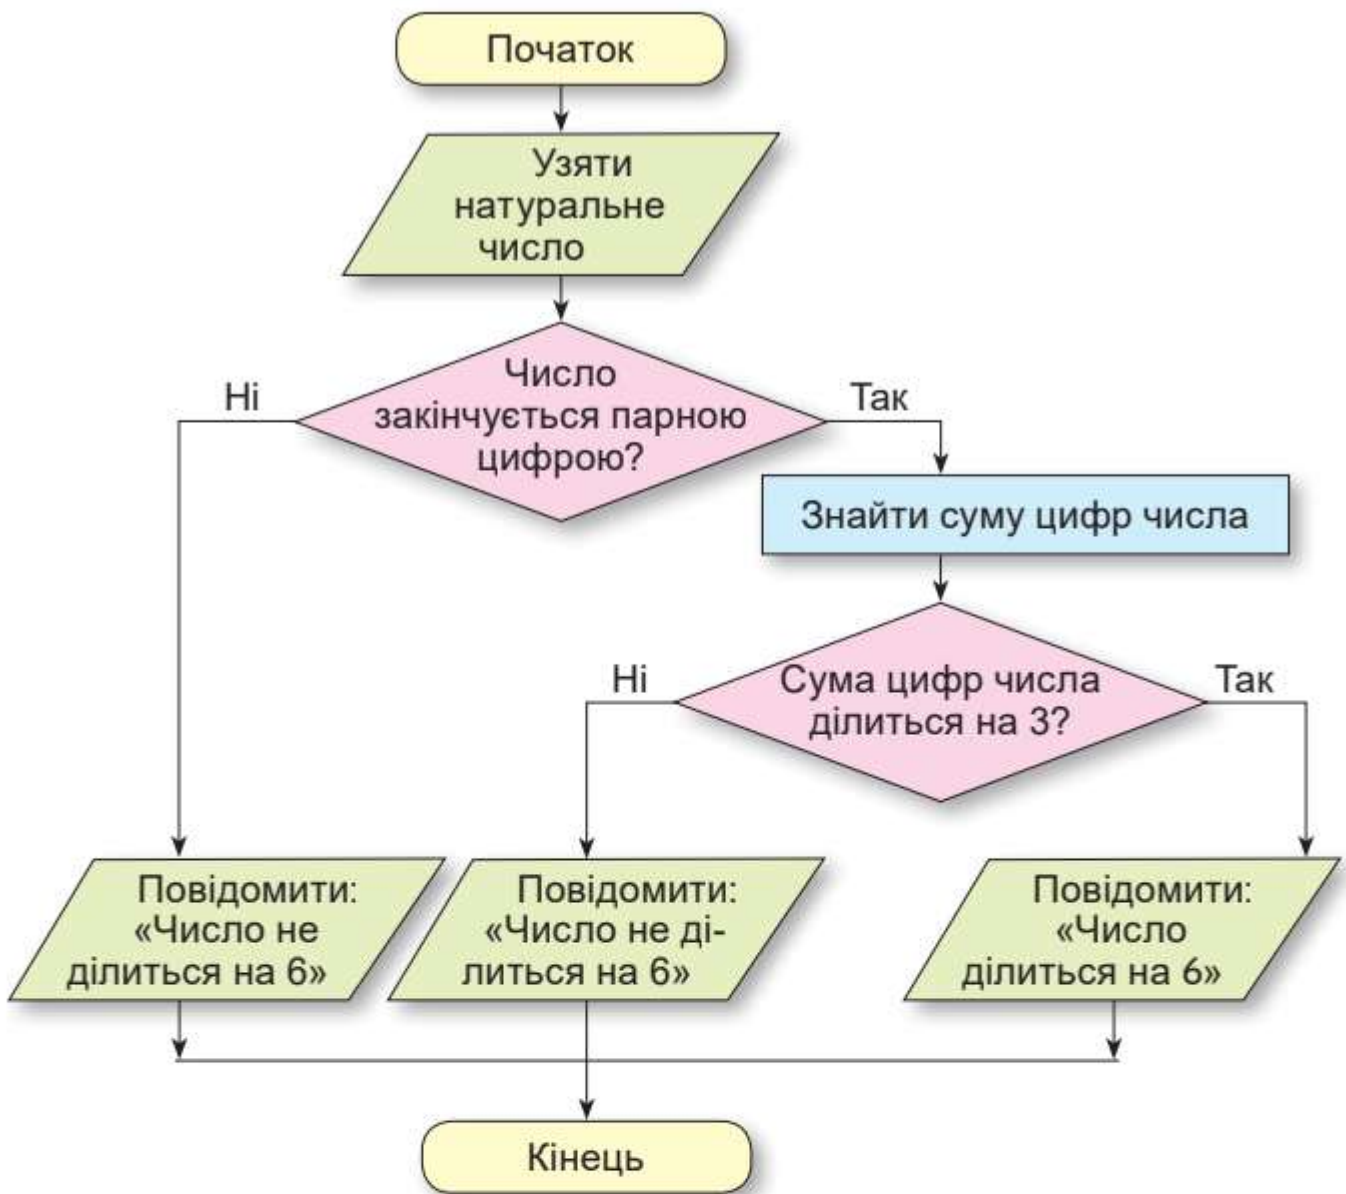 Початок
Узяти
натуральне
число
Число
закінчується парною
цифрою?
Ні
Так
Знайти суму цифр числа
Сума цифр числа
ділиться на 3?
Ні
Так
Повідомити:
«Число не
ділиться на 6»
Повідомити:
«Число не ді-
литься на 6»
Повідомити:
«Число
ділиться на 6»
Кінець